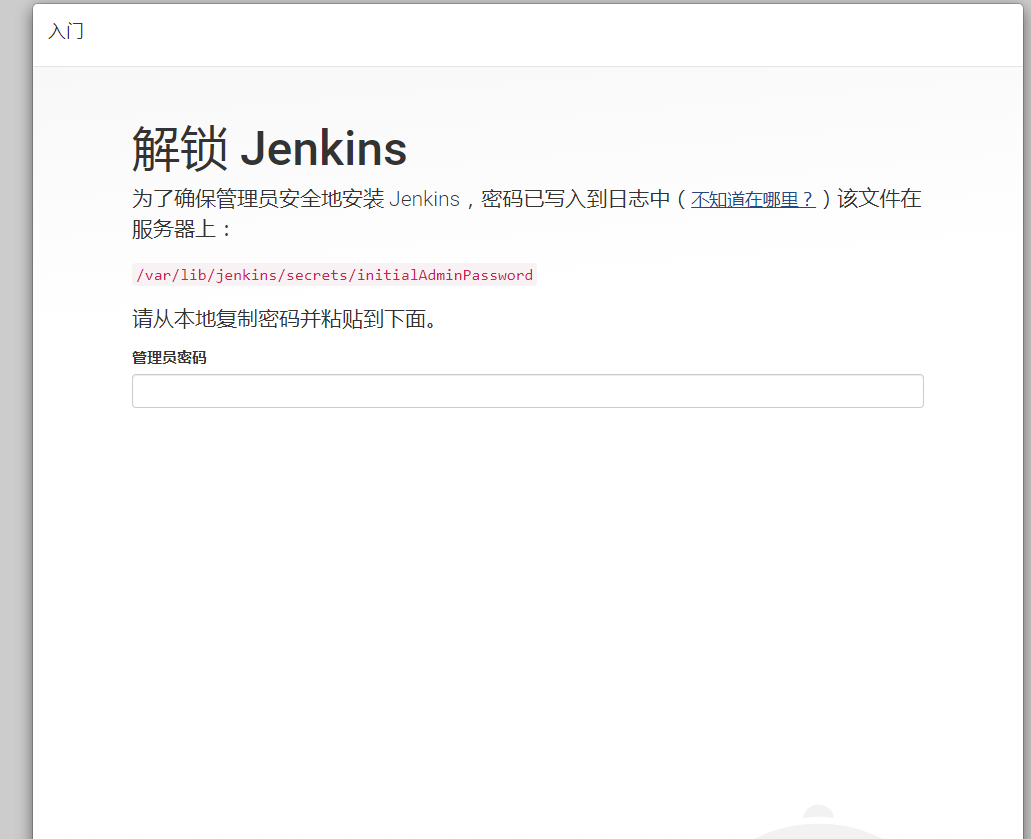 入门
解锁 Jenkins
为了确保管理员安全地安装 Jenkins，密码已写入到日志中（不知道在哪里？）该文件在
服务器上：
/var/lib/jenkins/secrets/initialAdminPassword
请从本地复制密码并粘贴到下面。
管理员密码